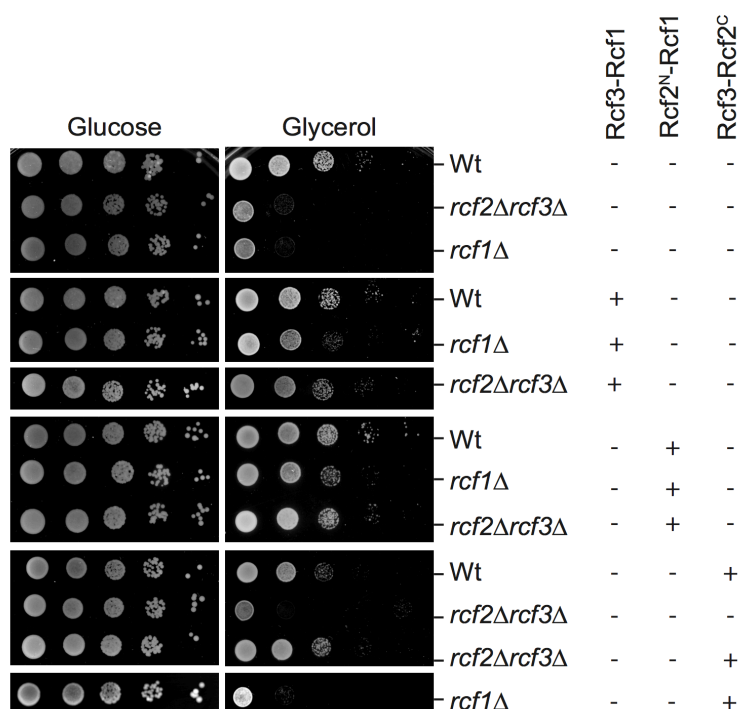 Rcf3-Rcf1
Rcf2ᴺ-Rcf1
Rcf3-Rcf2ᶜ
Glucose
Glycerol
Wt - - -
rcf2Δrcf3Δ - - -
rcf1Δ - - -
Wt + - -
rcf1Δ + - -
rcf2Δrcf3Δ + - -
Wt - + -
rcf1Δ - + -
rcf2Δrcf3Δ - + -
Wt - - +
rcf2Δrcf3Δ - - -
rcf2Δrcf3Δ - - +
rcf1Δ - - +